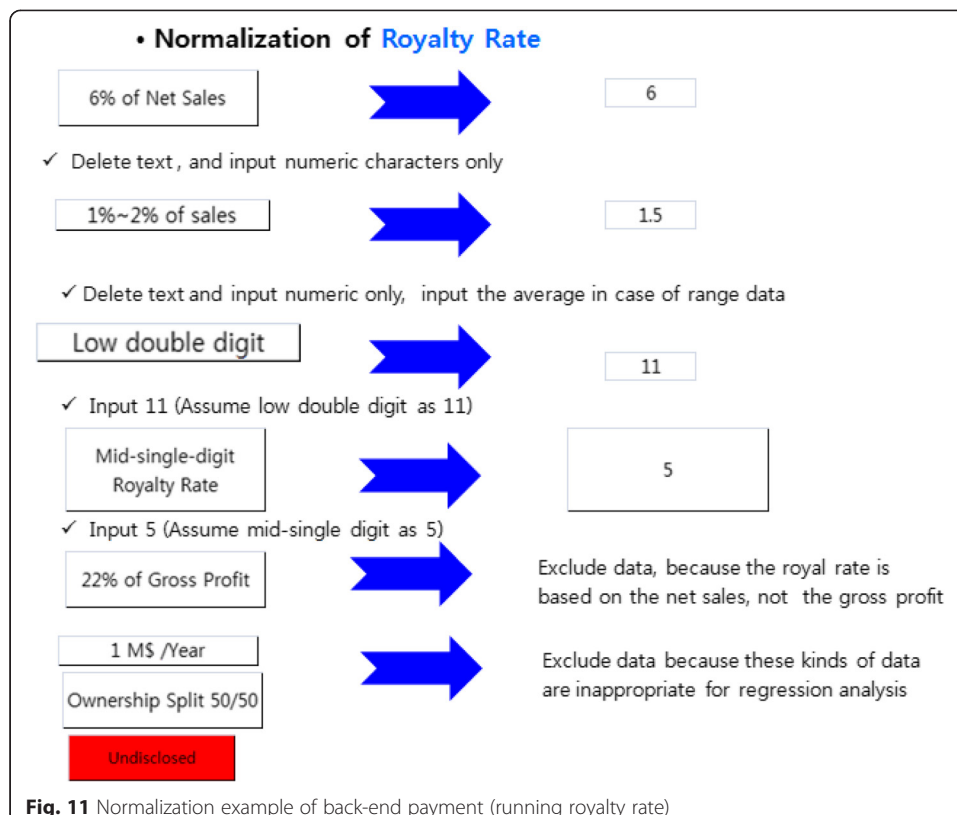 • Normalization of Royalty Rate
6% of Net Sales
6
✓ Delete text, and input numeric characters only
1%~2% of sales
1.5
✓ Delete text and input numeric only, input the average in case of range data
Low double digit
11
✓ Input 11 (Assume low double digit as 11)
Mid-single-digit
Royalty Rate
5
✓ Input 5 (Assume mid-single digit as 5)
22% of Gross Profit
Exclude data, because the royal rate is
based on the net sales, not the gross profit
1 M$ /Year
Ownership Split 50/50
Undisclosed
Exclude data because these kinds of data
are inappropriate for regression analysis
Fig. 11 Normalization example of back-end payment (running royalty rate)